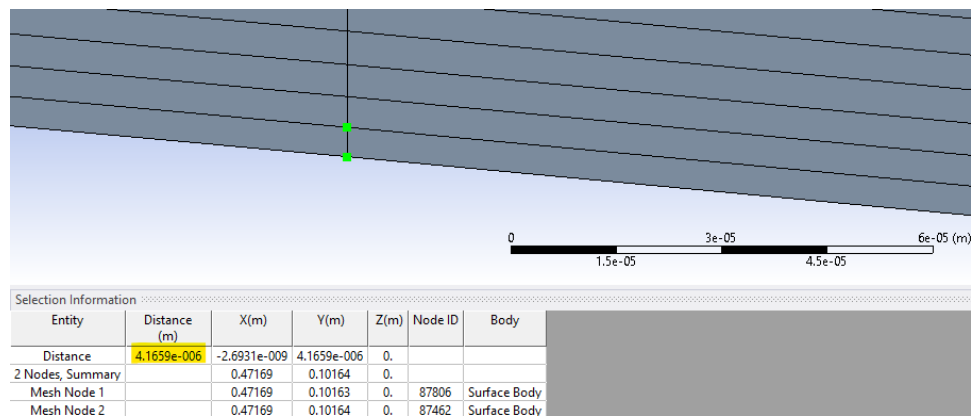 0 3e-05 6e-05 (m)
1.5e-05 4.5e-05
Selection Information
Entity Distance (m) X(m) Y(m) Z(m) Node ID Body
Distance 4.1659e-006 -2.6931e-009 4.1659e-006 0.
2 Nodes, Summary 0.47169 0.10164 0.
Mesh Node 1 0.47169 0.10163 0. 87806 Surface Body
Mesh Node 2 0.47169 0.10164 0. 87462 Surface Body